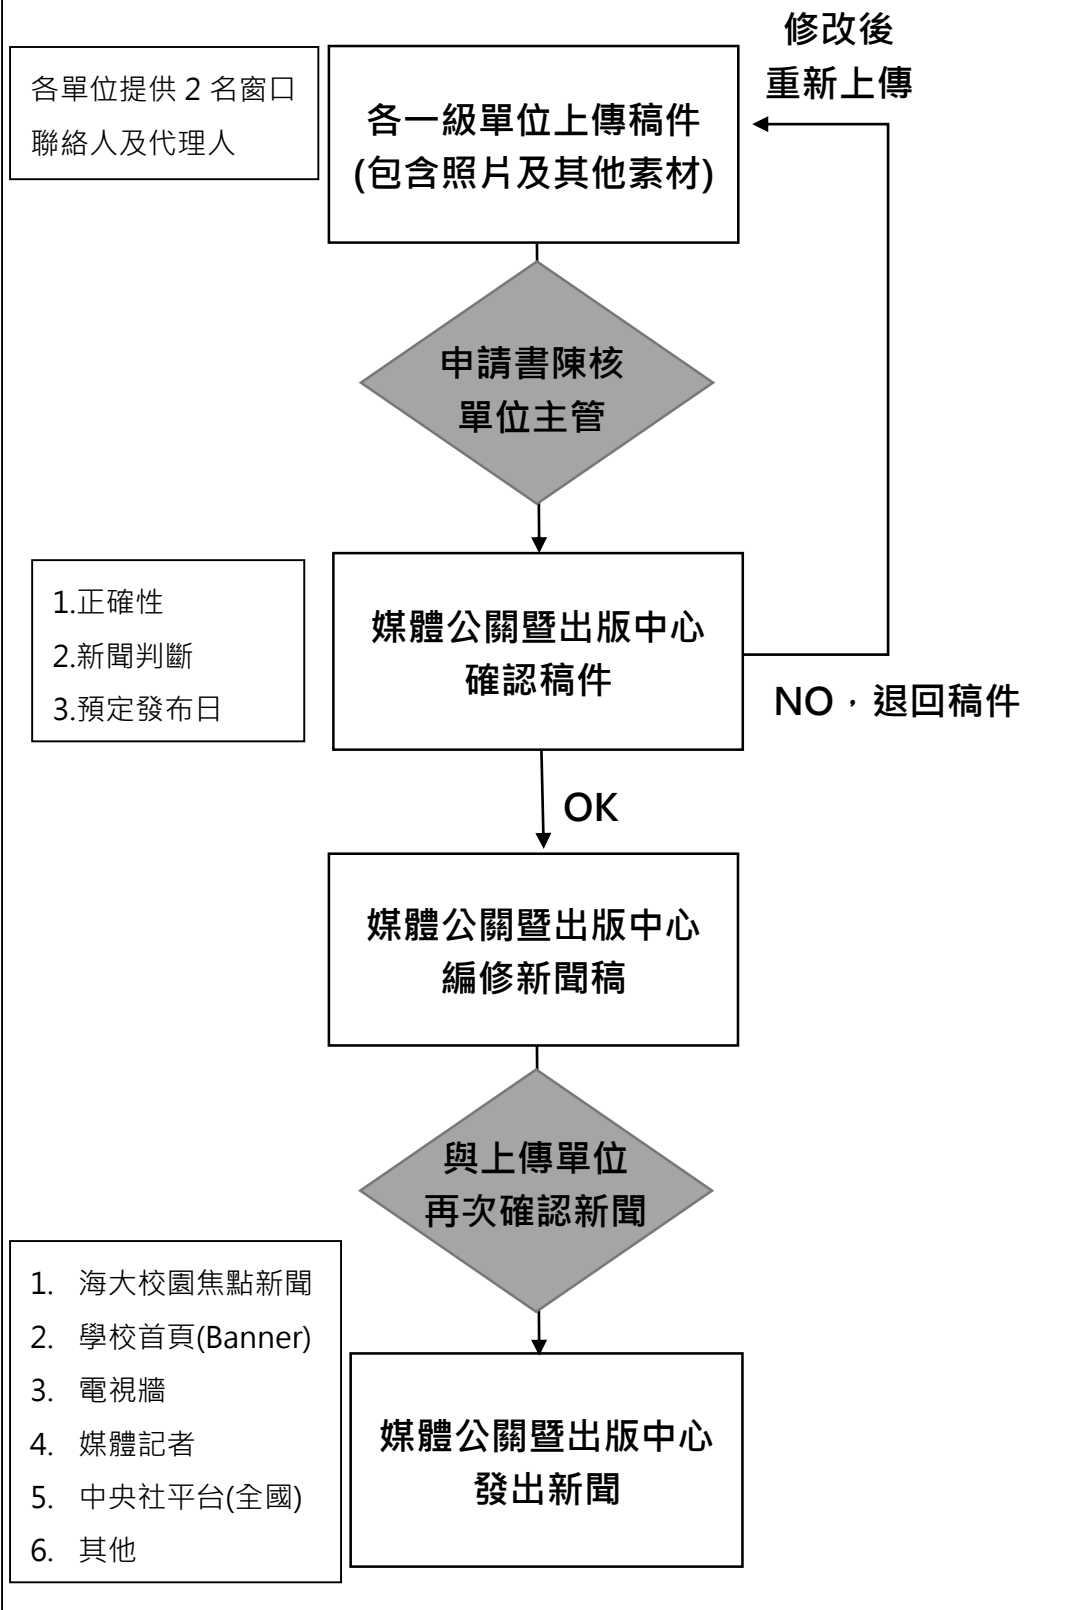 修改後
重新上傳
各單位提供 2 名窗口
聯絡人及代理人
各一級單位上傳稿件
(包含照片及其他素材)
申請書陳核
單位主管
1.正確性
2.新聞判斷
3.預定發布日
媒體公關暨出版中心
確認稿件
NO，退回稿件
OK
媒體公關暨出版中心
編修新聞稿
與上傳單位
再次確認新聞
1. 海大校園焦點新聞
2. 學校首頁(Banner)
3. 電視牆
4. 媒體記者
5. 中央社平台(全國)
6. 其他
媒體公關暨出版中心
發出新聞